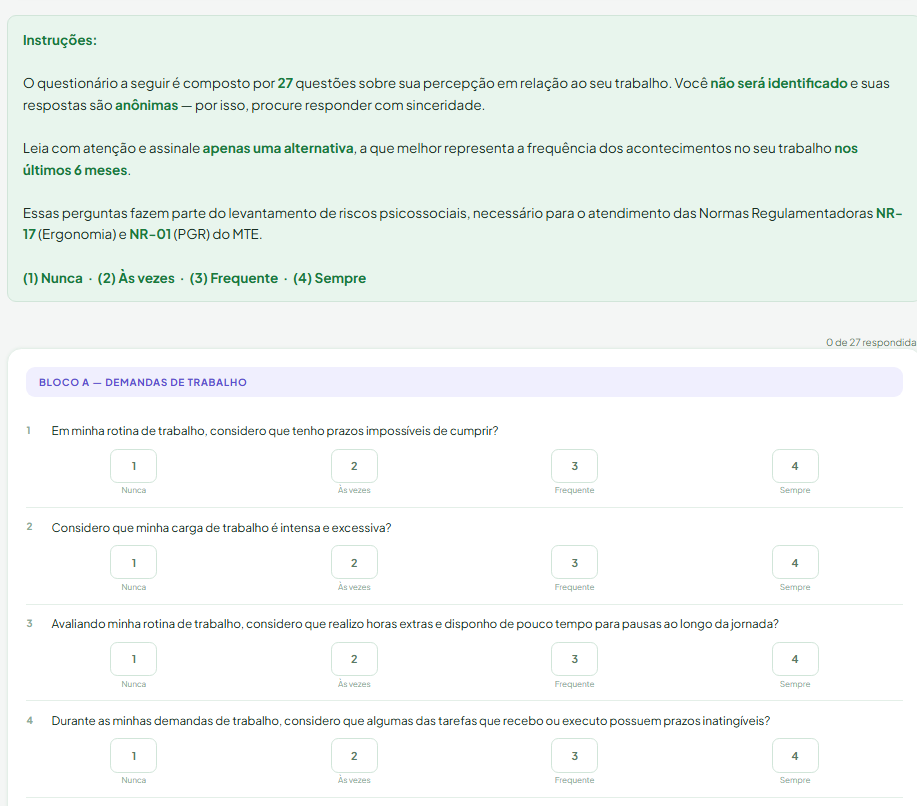 Instruções:
O questionário a seguir é composto por 27 questões sobre sua percepção em relação ao seu trabalho. Você não será identificado e suas
respostas são anônimas — por isso, procure responder com sinceridade.
Leia com atenção e assinale apenas uma alternativa, a que melhor representa a frequência dos acontecimentos no seu trabalho nos
últimos 6 meses.
Essas perguntas fazem parte do levantamento de riscos psicossociais, necessário para o atendimento das Normas Regulamentadoras NR-
17 (Ergonomia) e NR-01 (PGR) do MTE.
(1) Nunca · (2) Às vezes · (3) Frequente · (4) Sempre
0 de 27 respondida
BLOCO A — DEMANDAS DE TRABALHO
1 Em minha rotina de trabalho, considero que tenho prazos impossíveis de cumprir?
1 2 3 4
Nunca Às vezes Frequente Sempre
2 Considero que minha carga de trabalho é intensa e excessiva?
1 2 3 4
Nunca Às vezes Frequente Sempre
3 Avaliando minha rotina de trabalho, considero que realizo horas extras e disponho de pouco tempo para pausas ao longo da jornada?
1 2 3 4
Nunca Às vezes Frequente Sempre
4 Durante as minhas demandas de trabalho, considero que algumas das tarefas que recebo ou executo possuem prazos inatingíveis?
1 2 3 4
Nunca Às vezes Frequente Sempre